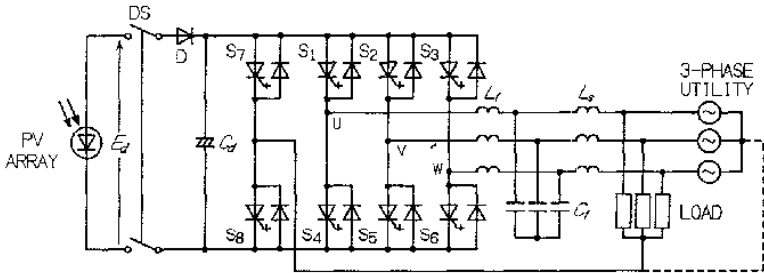 DS
D
S7
S1
S2
S3
3-PHASE
UTILITY
Lf
Ls
U
PV
ARRAY
Ed
Cd
V
W
S8
S4
S5
S6
Cf
LOAD